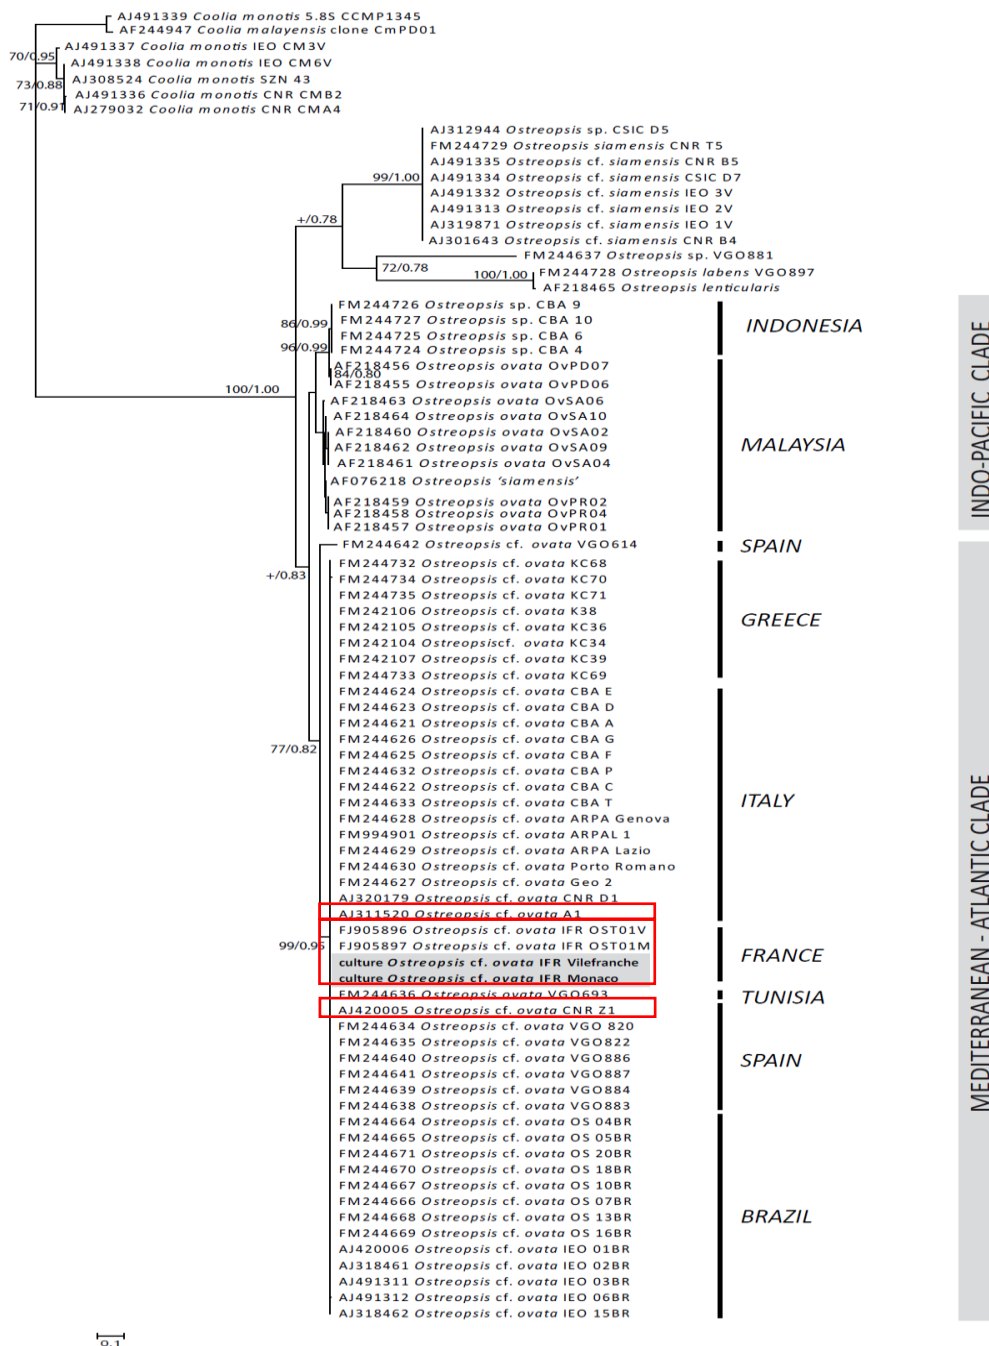 AJ491339 Coolia monotis 5.8S CCMP1345
AF244947 Coolia malayensis clone CmPD01
AJ491337 Coolia monotis IEO CM3V
70/0.95
AJ491338 Coolia monotis IEO CM6V
AJ308524 Coolia monotis SZN 43
73/0.88
AJ491336 Coolia monotis CNR CMB2
71/0.91
AJ279032 Coolia monotis CNR CMA4
AJ312944 Ostreopsis sp. CSIC D5
FM244729 Ostreopsis siamensis CNR T5
AJ491335 Ostreopsis cf. siamensis CNR B5
99/1.00
AJ491334 Ostreopsis cf. siamensis CSIC D7
AJ491332 Ostreopsis cf. siamensis IEO 3V
AJ491313 Ostreopsis cf. siamensis IEO 2V
+/0.78
AJ319871 Ostreopsis cf. siamensis IEO 1V
AJ301643 Ostreopsis cf. siamensis CNR B4
FM244637 Ostreopsis sp. VGO881
72/0.78
100/1.00
FM244728 Ostreopsis labens VGO897
AF218465 Ostreopsis lenticularis
FM244726 Ostreopsis sp. CBA 9
86/0.99
FM244727 Ostreopsis sp. CBA 10
INDONESIA
FM244725 Ostreopsis sp. CBA 6
96/0.99
FM244724 Ostreopsis sp. CBA 4
AF218456 Ostreopsis ovata OvPD07
84/0.80
AF218455 Ostreopsis ovata OvPD06
100/1.00
AF218463 Ostreopsis ovata OvSA06
AF218464 Ostreopsis ovata OvSA10
AF218460 Ostreopsis ovata OvSA02
AF218462 Ostreopsis ovata OvSA09
MALAYSIA
AF218461 Ostreopsis ovata OvSA04
AF076218 Ostreopsis 'siamensis'
AF218459 Ostreopsis ovata OvPR02
AF218458 Ostreopsis ovata OvPR04
AF218457 Ostreopsis ovata OvPR01
INDO-PACIFIC CLADE
FM244642 Ostreopsis cf. ovata VGO614
SPAIN
FM244732 Ostreopsis cf. ovata KC68
+/0.83
FM244734 Ostreopsis cf. ovata KC70
FM244735 Ostreopsis cf. ovata KC71
FM242106 Ostreopsis cf. ovata K38
GREECE
FM242105 Ostreopsis cf. ovata KC36
FM242104 Ostreopsiscf. ovata KC34
FM242107 Ostreopsis cf. ovata KC39
FM244733 Ostreopsis cf. ovata KC69
FM244624 Ostreopsis cf. ovata CBA E
FM244623 Ostreopsis cf. ovata CBA D
FM244621 Ostreopsis cf. ovata CBA A
FM244626 Ostreopsis cf. ovata CBA G
77/0.82
FM244625 Ostreopsis cf. ovata CBA F
FM244632 Ostreopsis cf. ovata CBA P
FM244622 Ostreopsis cf. ovata CBA C
FM244633 Ostreopsis cf. ovata CBA T
ITALY
FM244628 Ostreopsis cf. ovata ARPA Genova
FM994901 Ostreopsis cf. ovata ARPAL 1
FM244629 Ostreopsis cf. ovata ARPA Lazio
FM244630 Ostreopsis cf. ovata Porto Romano
FM244627 Ostreopsis cf. ovata Geo 2
AJ320179 Ostreopsis cf. ovata CNR D1
AJ311520 Ostreopsis cf. ovata A1
FJ905896 Ostreopsis cf. ovata IFR OST01V
99/0.95
FJ905897 Ostreopsis cf. ovata IFR OST01M
FRANCE
culture Ostreopsis cf. ovata IFR Vilefranche
culture Ostreopsis cf. ovata IFR Monaco
FM244636 Ostreopsis ovata VGO693
TUNISIA
AJ420005 Ostreopsis cf. ovata CNR Z1
FM244634 Ostreopsis cf. ovata VGO 820
FM244635 Ostreopsis cf. ovata VGO822
FM244640 Ostreopsis cf. ovata VGO886
SPAIN
FM244641 Ostreopsis cf. ovata VGO887
FM244639 Ostreopsis cf. ovata VGO884
FM244638 Ostreopsis cf. ovata VGO883
FM244664 Ostreopsis cf. ovata OS 04BR
FM244665 Ostreopsis cf. ovata OS 05BR
FM244671 Ostreopsis cf. ovata OS 20BR
FM244670 Ostreopsis cf. ovata OS 18BR
FM244667 Ostreopsis cf. ovata OS 10BR
FM244666 Ostreopsis cf. ovata OS 07BR
FM244668 Ostreopsis cf. ovata OS 13BR
BRAZIL
FM244669 Ostreopsis cf. ovata OS 16BR
AJ420006 Ostreopsis cf. ovata IEO 01BR
AJ318461 Ostreopsis cf. ovata IEO 02BR
AJ491311 Ostreopsis cf. ovata IEO 03BR
AJ491312 Ostreopsis cf. ovata IEO 06BR
AJ318462 Ostreopsis cf. ovata IEO 15BR
MEDITERRANEAN - ATLANTIC CLADE
0.1